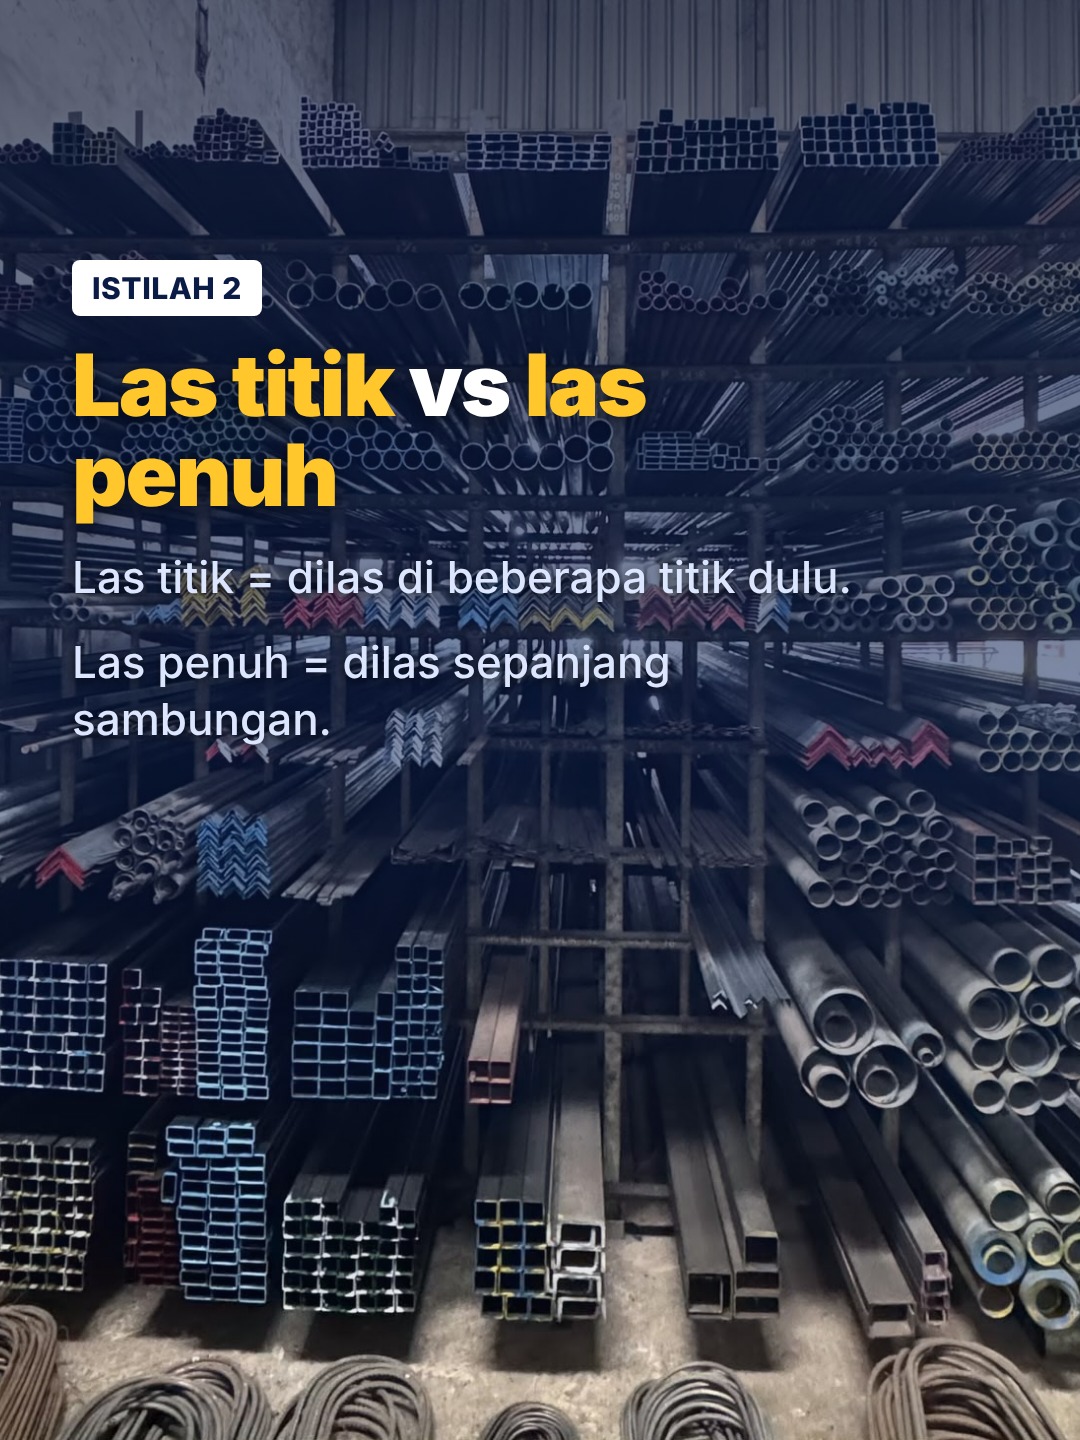 ISTILAH 2
Las titik vs las
penuh
Las titik = dilas di beberapa titik dulu.
Las penuh = dilas sepanjang
sambungan.